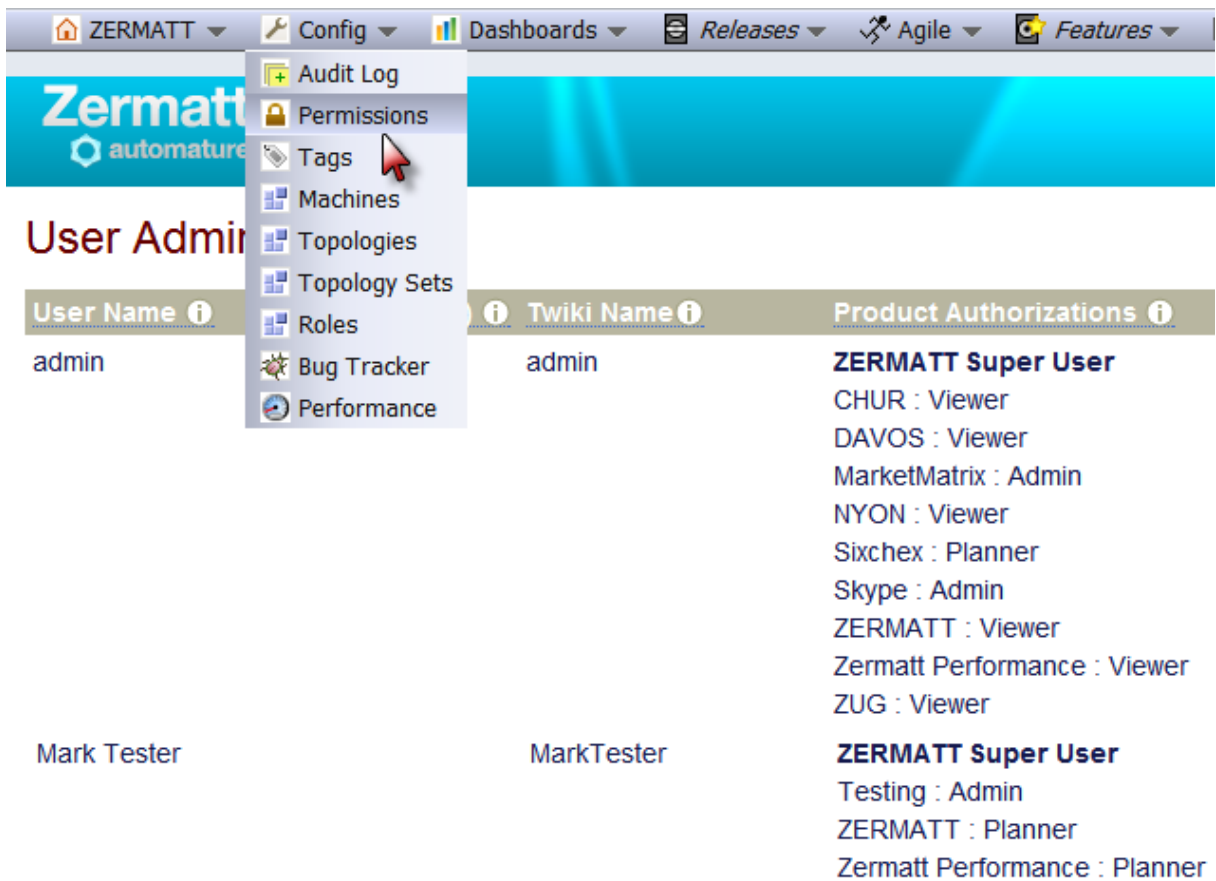 ZERMATT Config Dashboards Releases Agile Features
Audit Log
Permissions
Tags
Machines
Topologies
Topology Sets
Roles
Bug Tracker
Performance
Zermatt
automature
User Admi
User Name Twiki Name Product Authorizations
admin admin ZERMATT Super User
CHUR : Viewer
DAVOS : Viewer
MarketMatrix : Admin
NYON : Viewer
Sixchex : Planner
Skype : Admin
ZERMATT : Viewer
Zermatt Performance : Viewer
ZUG : Viewer
Mark Tester MarkTester ZERMATT Super User
Testing : Admin
ZERMATT : Planner
Zermatt Performance : Planner